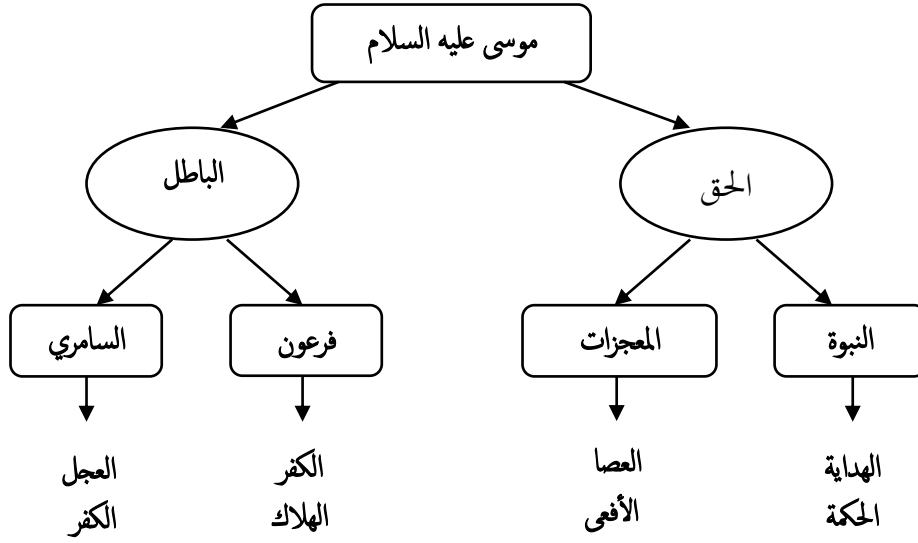 موسى عليه السلام
الحق
الباطل
النبوة
المعجزات
فرعون
السامري
الهداية
الحكمة
العصا
الأفعى
الكفر
الهلاك
العجل
الكفر